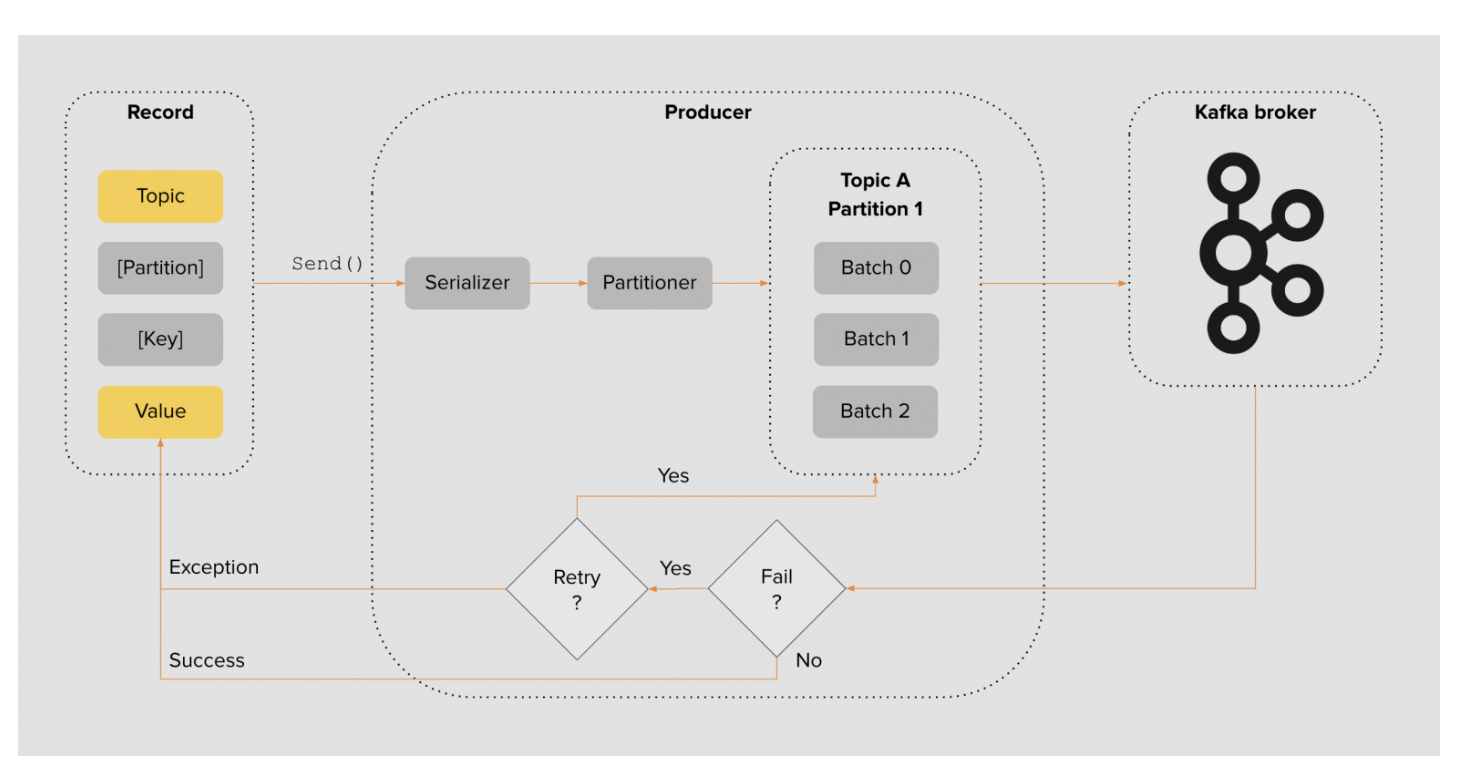 Record
Topic
[Partition]
[Key]
Value
Send()
Producer
Serializer
Partitioner
Topic A
Partition 1
Batch 0
Batch 1
Batch 2
Kafka broker
Yes
Retry
?
Yes
Fail
?
No
Exception
Success